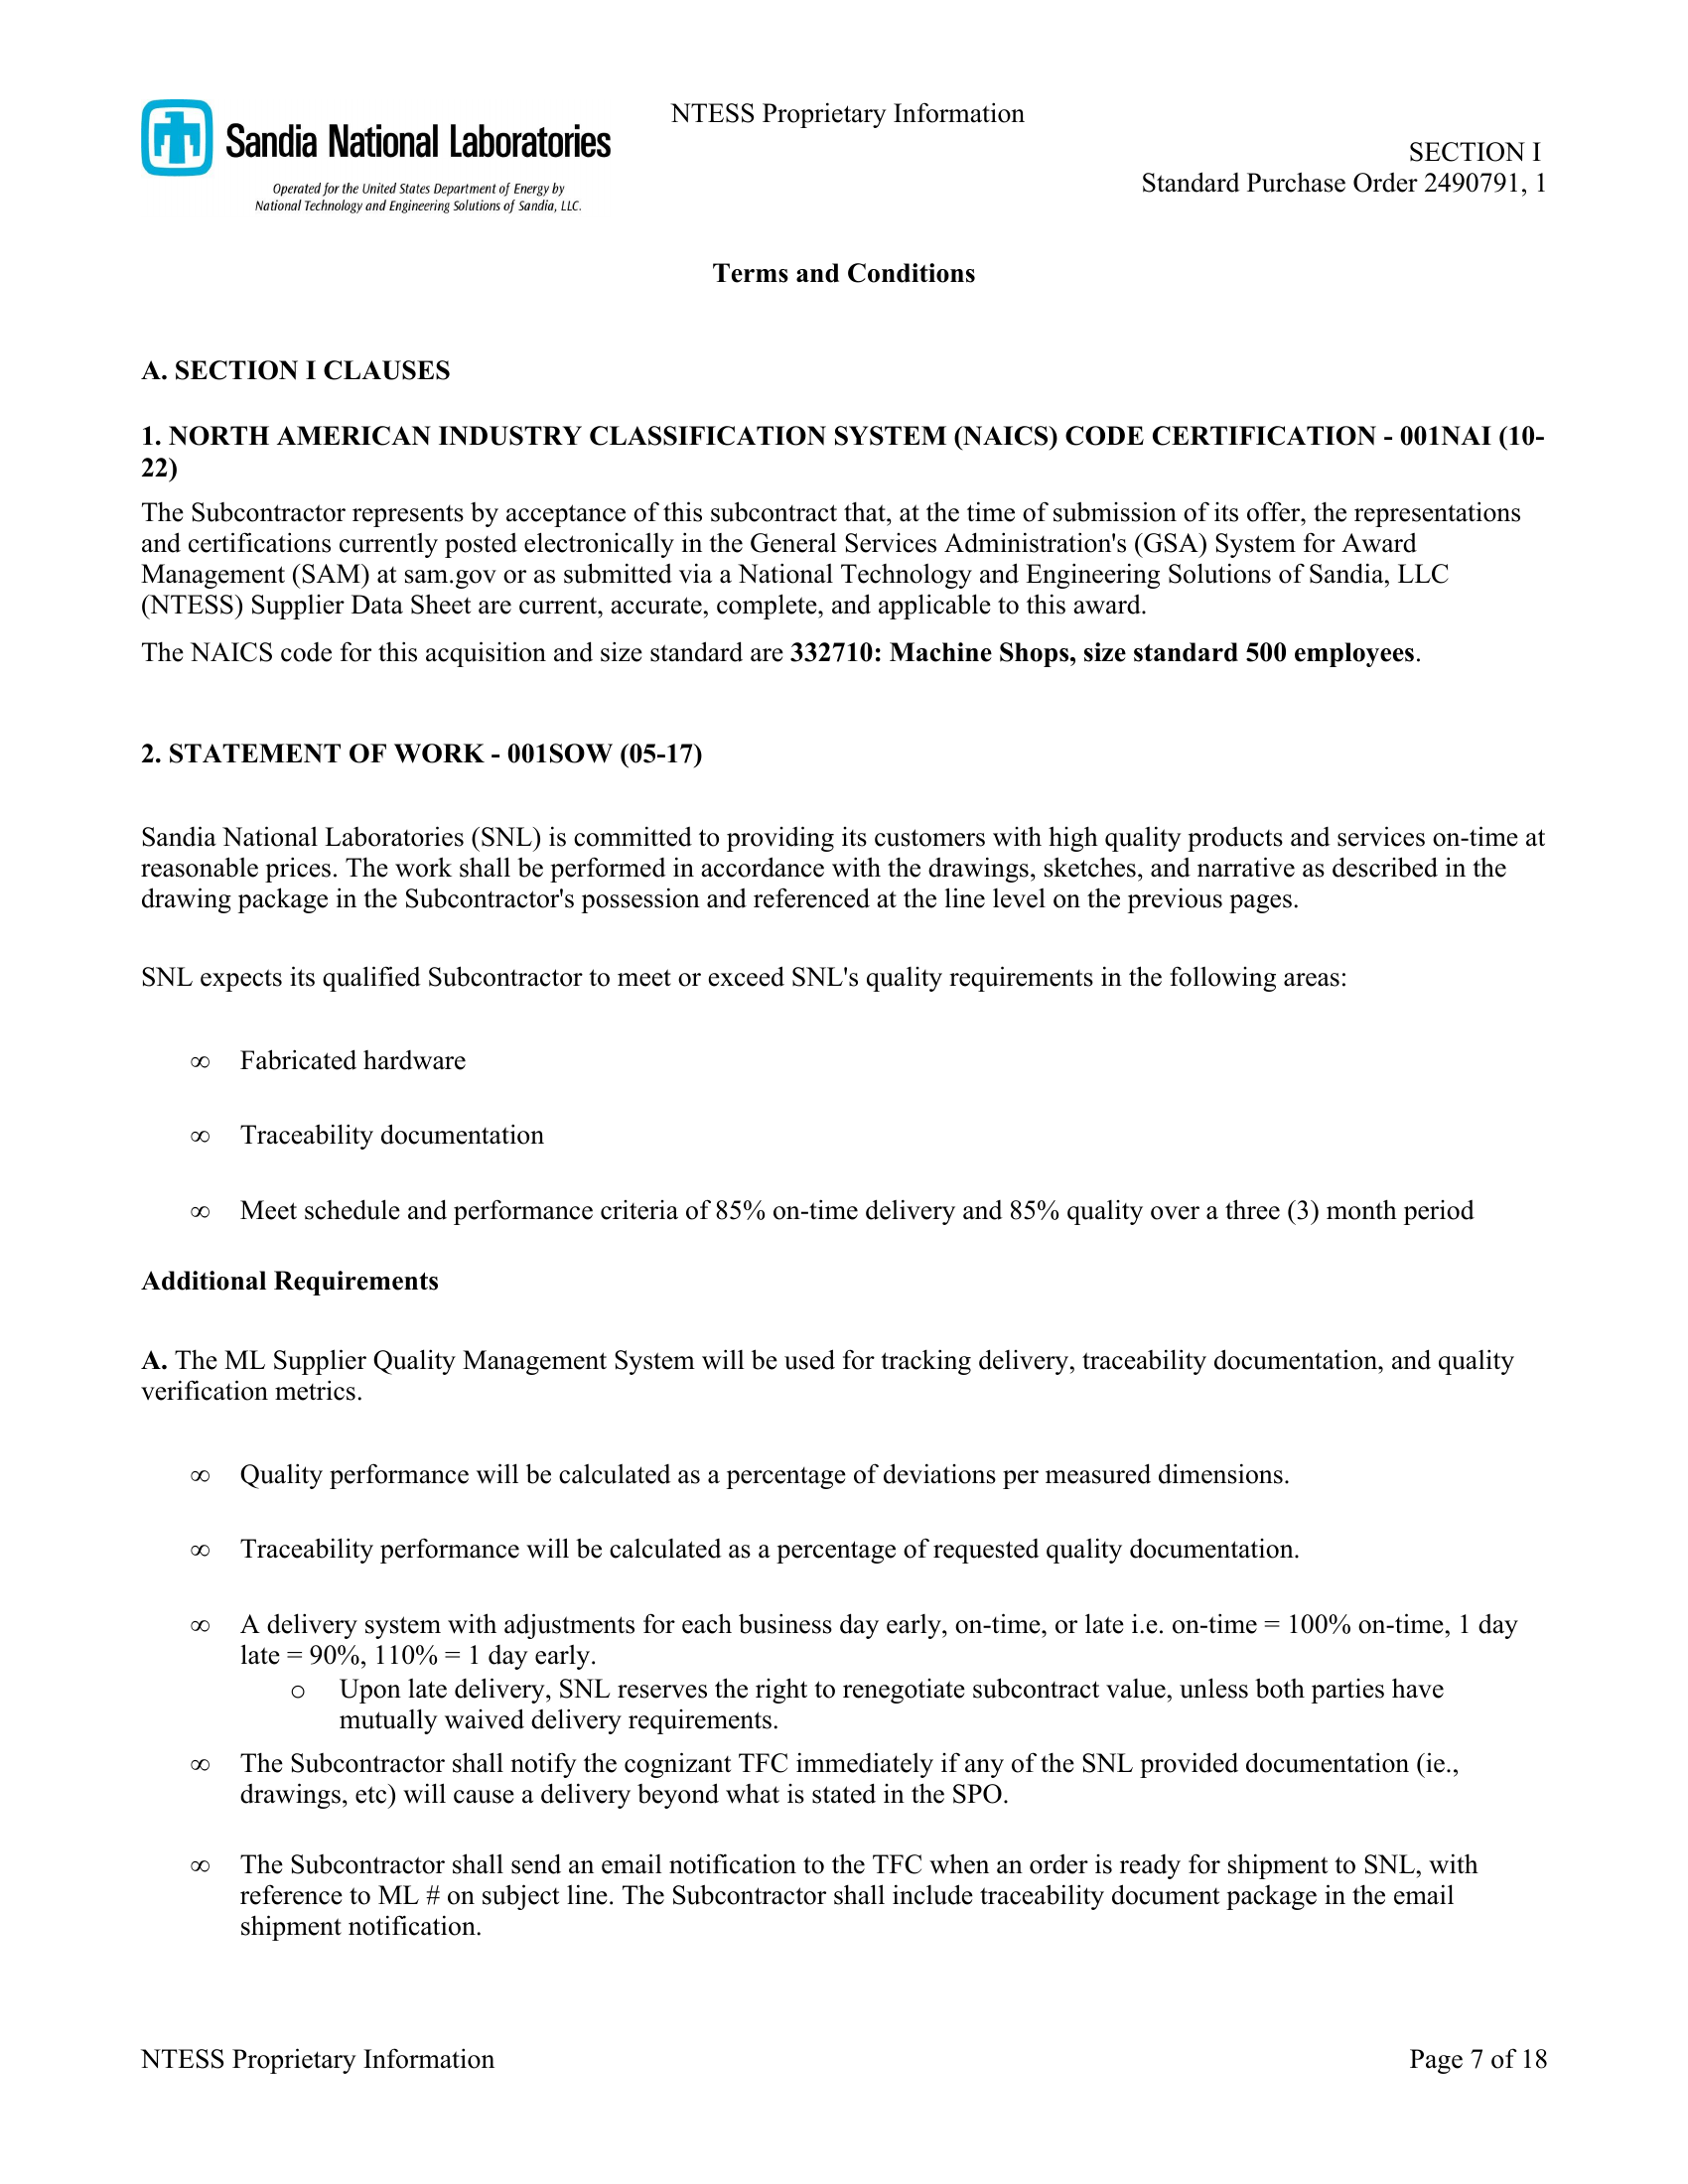 NTESS Proprietary Information
Sandia National Laboratories
Operated for the United States Department of Energy by
National Technology and Engineering Solutions of Sandia, LLC.
SECTION I
Standard Purchase Order 2490791, 1
Terms and Conditions
A. SECTION I CLAUSES
1. NORTH AMERICAN INDUSTRY CLASSIFICATION SYSTEM (NAICS) CODE CERTIFICATION - 001NAI (10-
22)
The Subcontractor represents by acceptance of this subcontract that, at the time of submission of its offer, the representations
and certifications currently posted electronically in the General Services Administration's (GSA) System for Award
Management (SAM) at sam.gov or as submitted via a National Technology and Engineering Solutions of Sandia, LLC
(NTESS) Supplier Data Sheet are current, accurate, complete, and applicable to this award.
The NAICS code for this acquisition and size standard are 332710: Machine Shops, size standard 500 employees.
2. STATEMENT OF WORK - 001SOW (05-17)
Sandia National Laboratories (SNL) is committed to providing its customers with high quality products and services on-time at
reasonable prices. The work shall be performed in accordance with the drawings, sketches, and narrative as described in the
drawing package in the Subcontractor's possession and referenced at the line level on the previous pages.
SNL expects its qualified Subcontractor to meet or exceed SNL's quality requirements in the following areas:
∞ Fabricated hardware
∞ Traceability documentation
∞ Meet schedule and performance criteria of 85% on-time delivery and 85% quality over a three (3) month period
Additional Requirements
A. The ML Supplier Quality Management System will be used for tracking delivery, traceability documentation, and quality
verification metrics.
∞ Quality performance will be calculated as a percentage of deviations per measured dimensions.
∞ Traceability performance will be calculated as a percentage of requested quality documentation.
∞ A delivery system with adjustments for each business day early, on-time, or late i.e. on-time = 100% on-time, 1 day
late = 90%, 110% = 1 day early.
o Upon late delivery, SNL reserves the right to renegotiate subcontract value, unless both parties have
mutually waived delivery requirements.
∞ The Subcontractor shall notify the cognizant TFC immediately if any of the SNL provided documentation (ie.,
drawings, etc) will cause a delivery beyond what is stated in the SPO.
∞ The Subcontractor shall send an email notification to the TFC when an order is ready for shipment to SNL, with
reference to ML # on subject line. The Subcontractor shall include traceability document package in the email
shipment notification.
NTESS Proprietary Information
Page 7 of 18